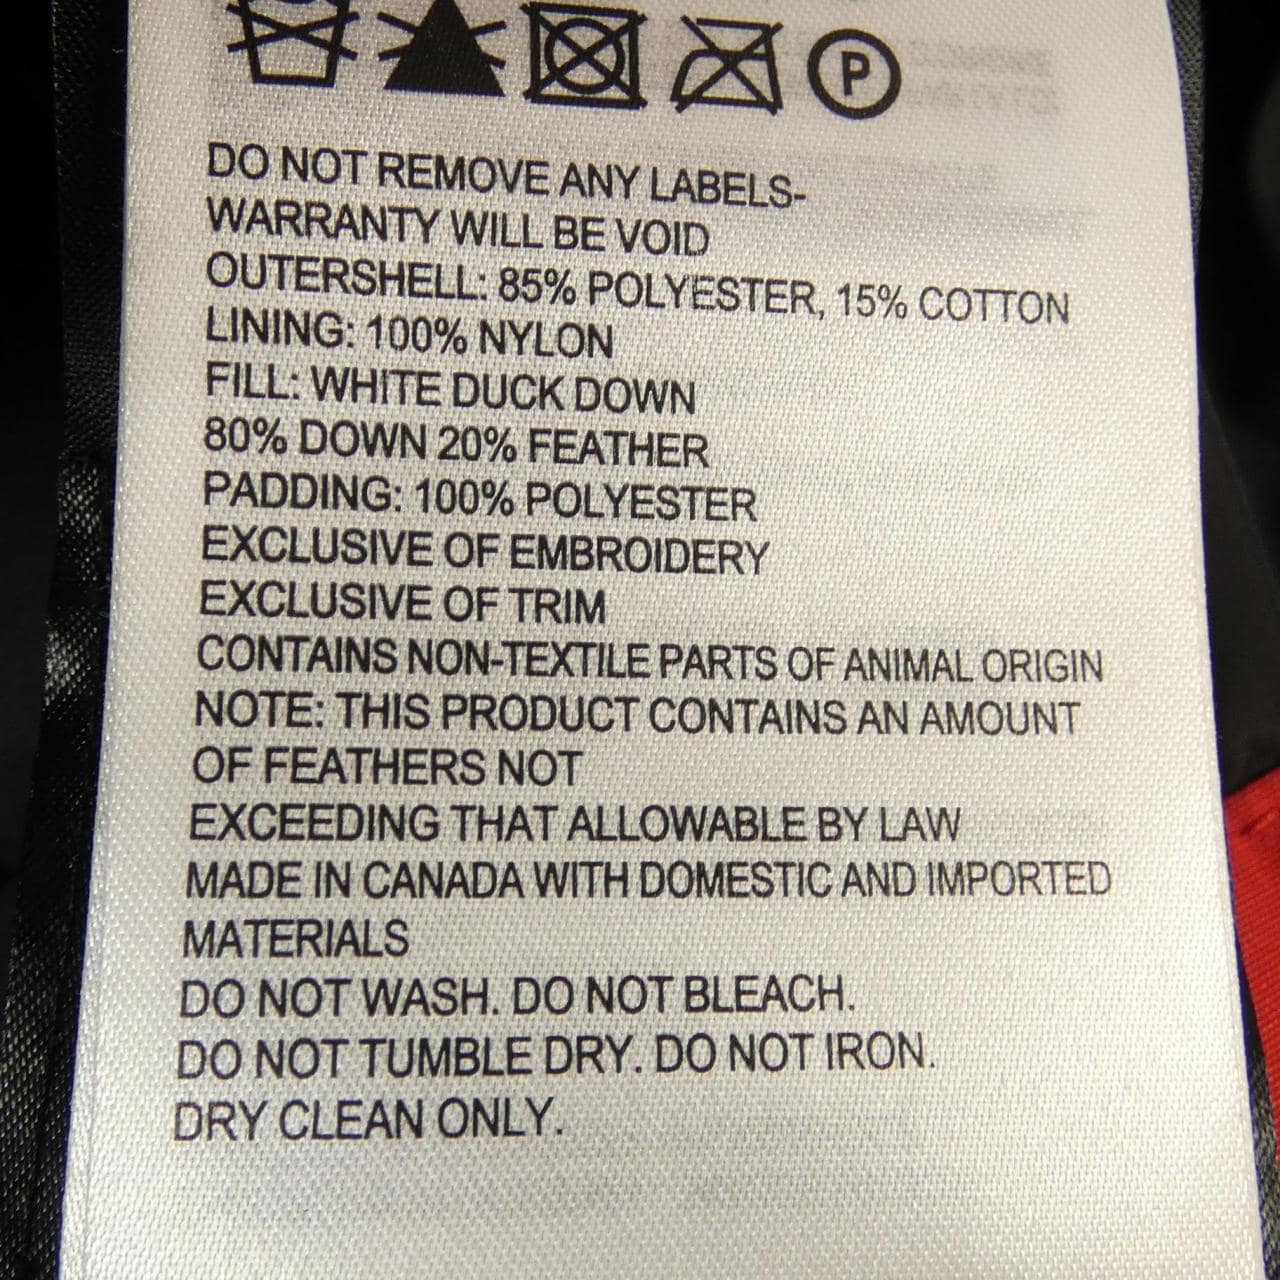 P
DO NOT REMOVE ANY LABELS-
WARRANTY WILL BE VOID
OUTERSHELL: 85% POLYESTER, 15% COTTON
LINING: 100% NYLON
FILL: WHITE DUCK DOWN
80% DOWN 20% FEATHER
PADDING: 100% POLYESTER
EXCLUSIVE OF EMBROIDERY
EXCLUSIVE OF TRIM
CONTAINS NON-TEXTILE PARTS OF ANIMAL ORIGIN
NOTE: THIS PRODUCT CONTAINS AN AMOUNT
OF FEATHERS NOT
EXCEEDING THAT ALLOWABLE BY LAW
MADE IN CANADA WITH DOMESTIC AND IMPORTED
MATERIALS
DO NOT WASH. DO NOT BLEACH.
DO NOT TUMBLE DRY. DO NOT IRON.
DRY CLEAN ONLY.